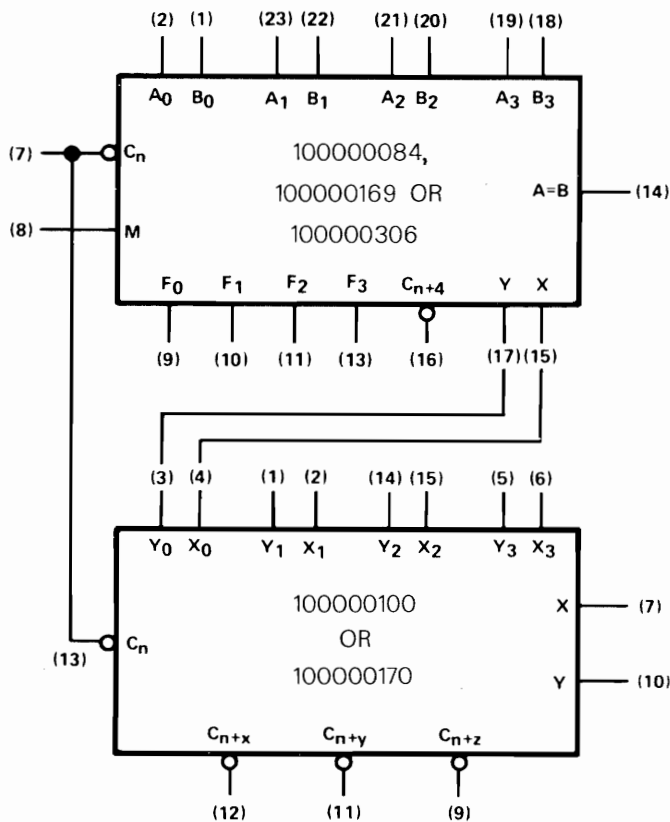 (2) (1) (23) (22) (21) (20) (19) (18)
A0 B0 A1 B1 A2 B2 A3 B3
(7) Cn 100000084,
100000169 OR A=B (14)
(8) M 100000306
F0 F1 F2 F3 Cn+4 Y X
(9) (10) (11) (13) (16) (17) (15)
(3) (4) (1) (2) (14) (15) (5) (6)
Y0 X0 Y1 X1 Y2 X2 Y3 X3
100000100 X (7)
(13) Cn OR
100000170 Y (10)
Cn+x Cn+y Cn+z
(12) (11) (9)